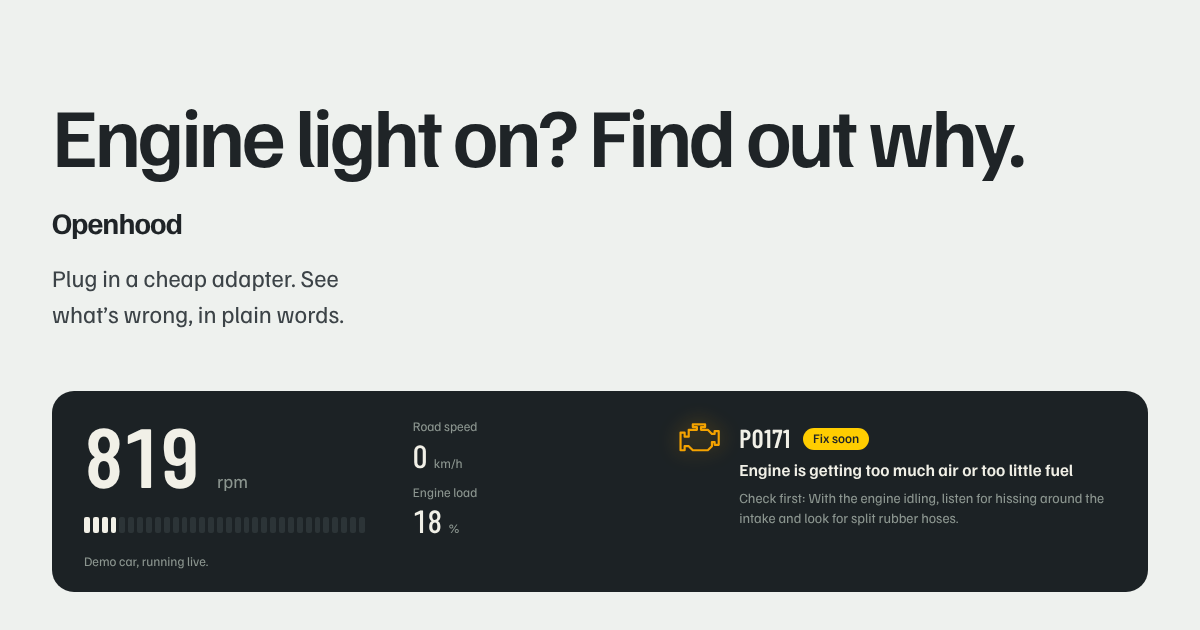 Engine light on? Find out why.
Openhood
Plug in a cheap adapter. See
what’s wrong, in plain words.
819 rpm
Demo car, running live.
Road speed
0 km/h
Engine load
18 %
P0171 Fix soon
Engine is getting too much air or too little fuel
Check first: With the engine idling, listen for hissing around the
intake and look for split rubber hoses.